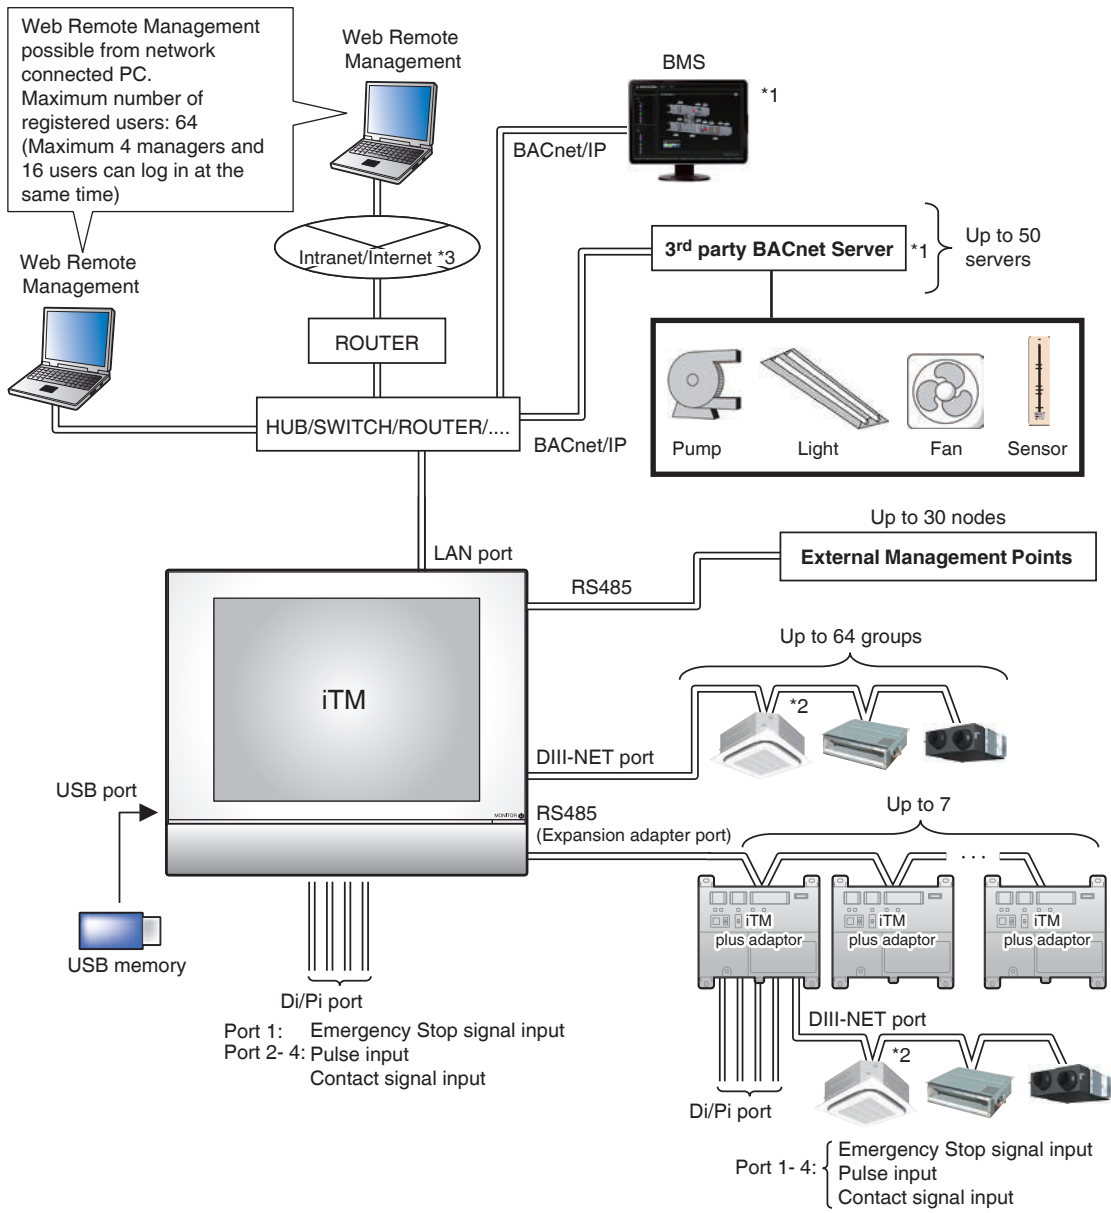 Web Remote Management
possible from network
connected PC.
Maximum number of
registered users: 64
(Maximum 4 managers and
16 users can log in at the
same time)
Web Remote
Management
BMS
*1
BACnet/IP
Web Remote
Management
Intranet/Internet *3
3rd party BACnet Server
*1
Up to 50
servers
ROUTER
HUB/SWITCH/ROUTER/....
BACnet/IP
Pump
Light
Fan
Sensor
LAN port
Up to 30 nodes
External Management Points
RS485
iTM
Up to 64 groups
*2
DIII-NET port
USB port
MONITOR
RS485
(Expansion adapter port)
Up to 7
. . .
iTM
plus adaptor
iTM
plus adaptor
iTM
plus adaptor
USB memory
Di/Pi port
Port 1: Emergency Stop signal input
Port 2- 4: Pulse input
Contact signal input
DIII-NET port
*2
Di/Pi port
Port 1- 4:
Emergency Stop signal input
Pulse input
Contact signal input